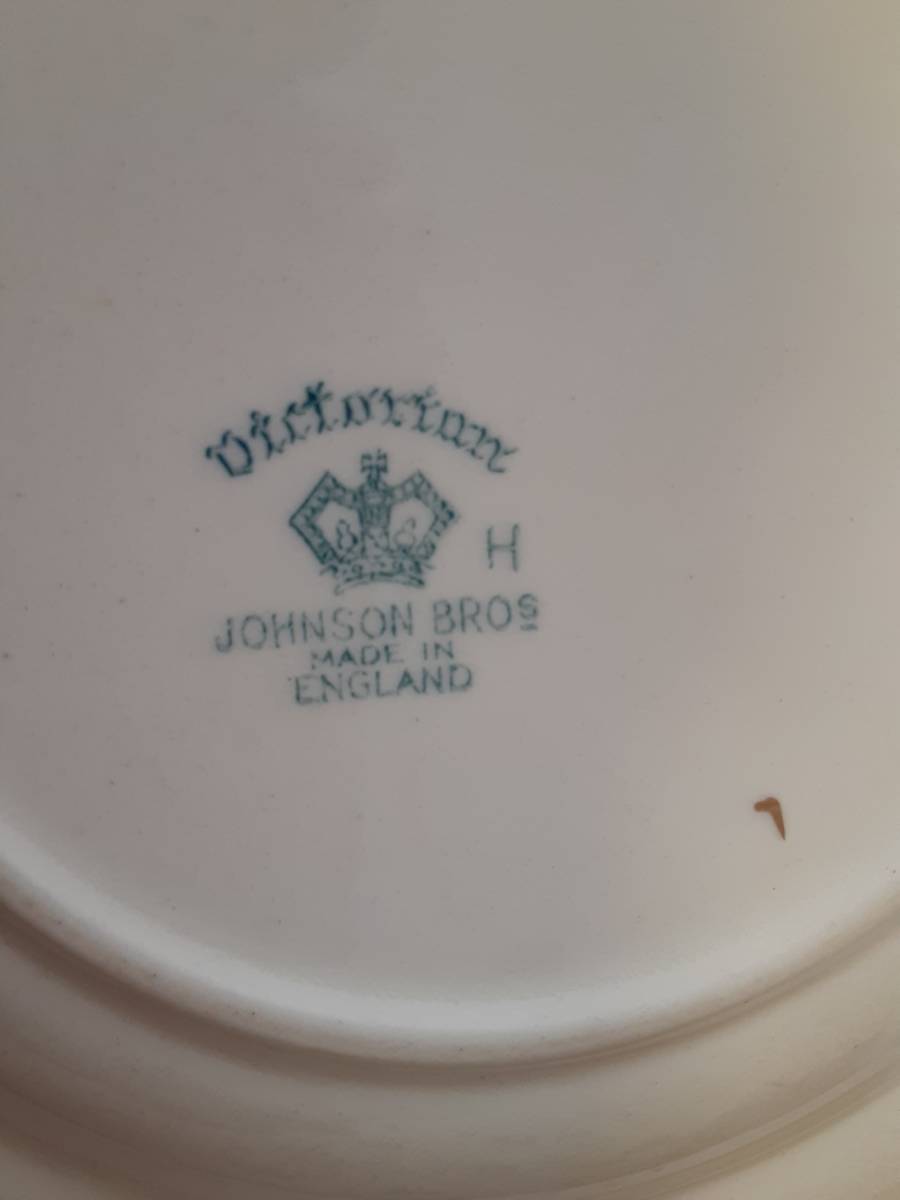 Victorian
H
JOHNSON BROS
MADE IN
ENGLAND